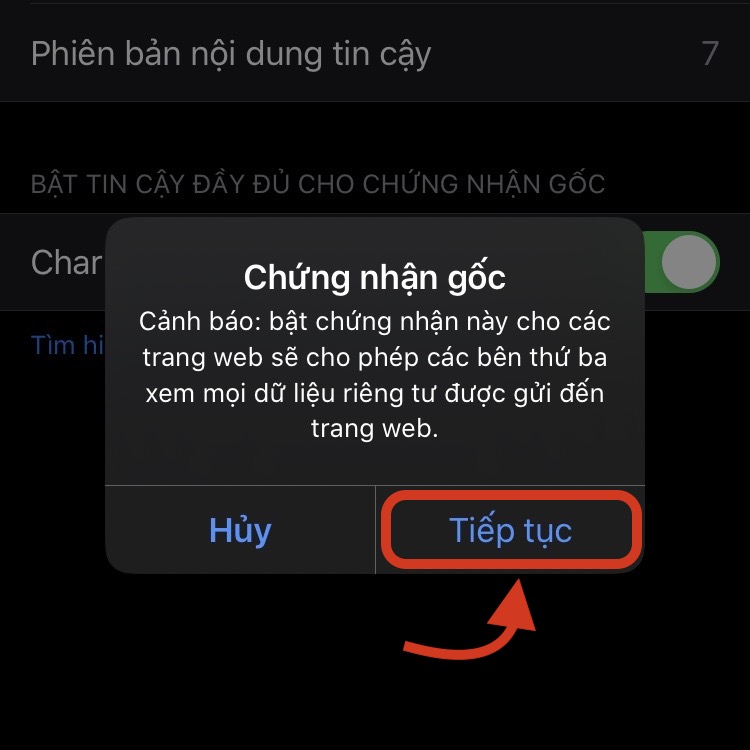 Phiên bản nội dung tin cậy 7
BẬT TIN CẬY ĐẦY ĐỦ CHO CHỨNG NHẬN GỐC
Char
Tìm hi
Chứng nhận gốc
Cảnh báo: bật chứng nhận này cho các
trang web sẽ cho phép các bên thứ ba
xem mọi dữ liệu riêng tư được gửi đến
trang web.
Hủy
Tiếp tục